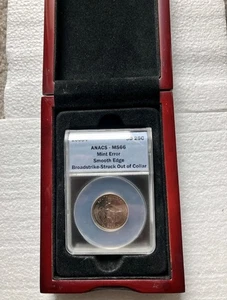 ANACS - MS66
Mint Error
Smooth Edge
Broadstrike-Struck Out of Collar